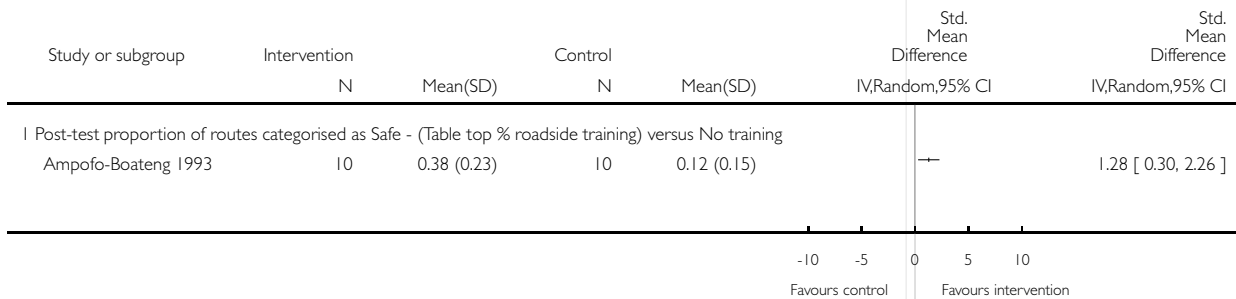 Std.
Mean
Difference
Std.
Mean
Difference
Study or subgroup Intervention Control
N Mean(SD) N Mean(SD) IV,Random,95% CI IV,Random,95% CI
1 Post-test proportion of routes categorised as Safe - (Table top % roadside training) versus No training
Ampofo-Boateng 1993 10 0.38 (0.23) 10 0.12 (0.15) 1.28 [ 0.30, 2.26 ]
-10 -5 0 5 10
Favours control Favours intervention